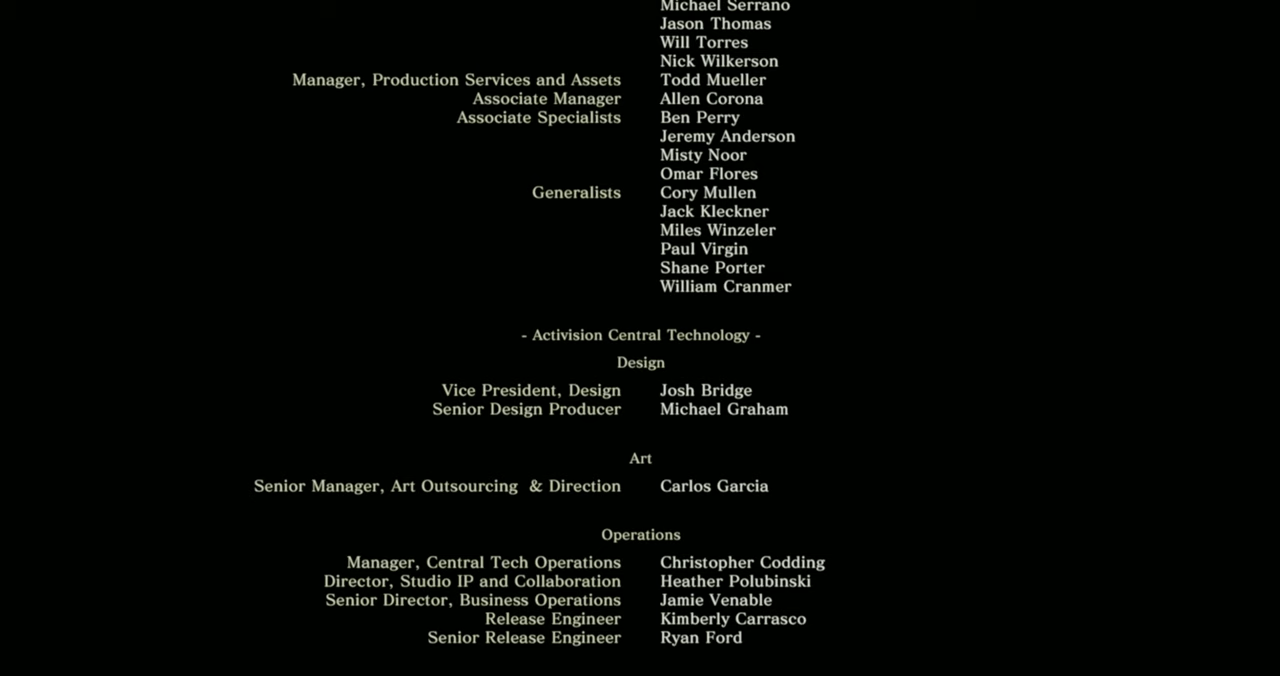 Michael Serrano
Jason Thomas
Will Torres
Nick Wilkerson
Manager, Production Services and Assets Todd Mueller
Associate Manager Allen Corona
Associate Specialists Ben Perry
Jeremy Anderson
Misty Noor
Omar Flores
Generalists Cory Mullen
Jack Kleckner
Miles Winzeler
Paul Virgin
Shane Porter
William Cranmer
- Activision Central Technology -
Design
Vice President, Design Josh Bridge
Senior Design Producer Michael Graham
Art
Senior Manager, Art Outsourcing & Direction Carlos Garcia
Operations
Manager, Central Tech Operations Christopher Codding
Director, Studio IP and Collaboration Heather Polubinski
Senior Director, Business Operations Jamie Venable
Release Engineer Kimberly Carrasco
Senior Release Engineer Ryan Ford